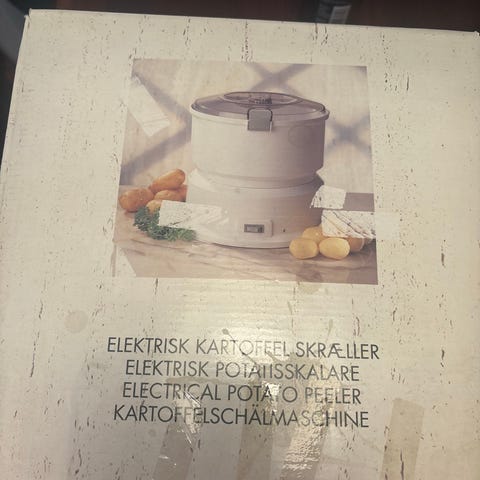 ELEKTRISK KARTOFFEL SKRÆLLER
ELEKTRISK POTATISSKALARE
ELECTRICAL POTATO PEELER
KARTOFFELSCHÄLMASCHINE